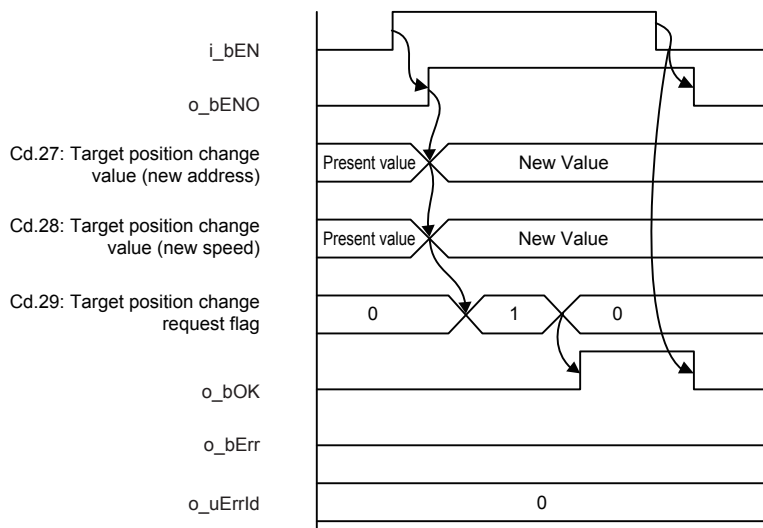 i_bEN
o_bENO
Cd.27: Target position change
value (new address)
Present value
New Value
Cd.28: Target position change
value (new speed)
Present value
New Value
Cd.29: Target position change
request flag
0
1
0
o_bOK
o_bErr
o_uErrId
0